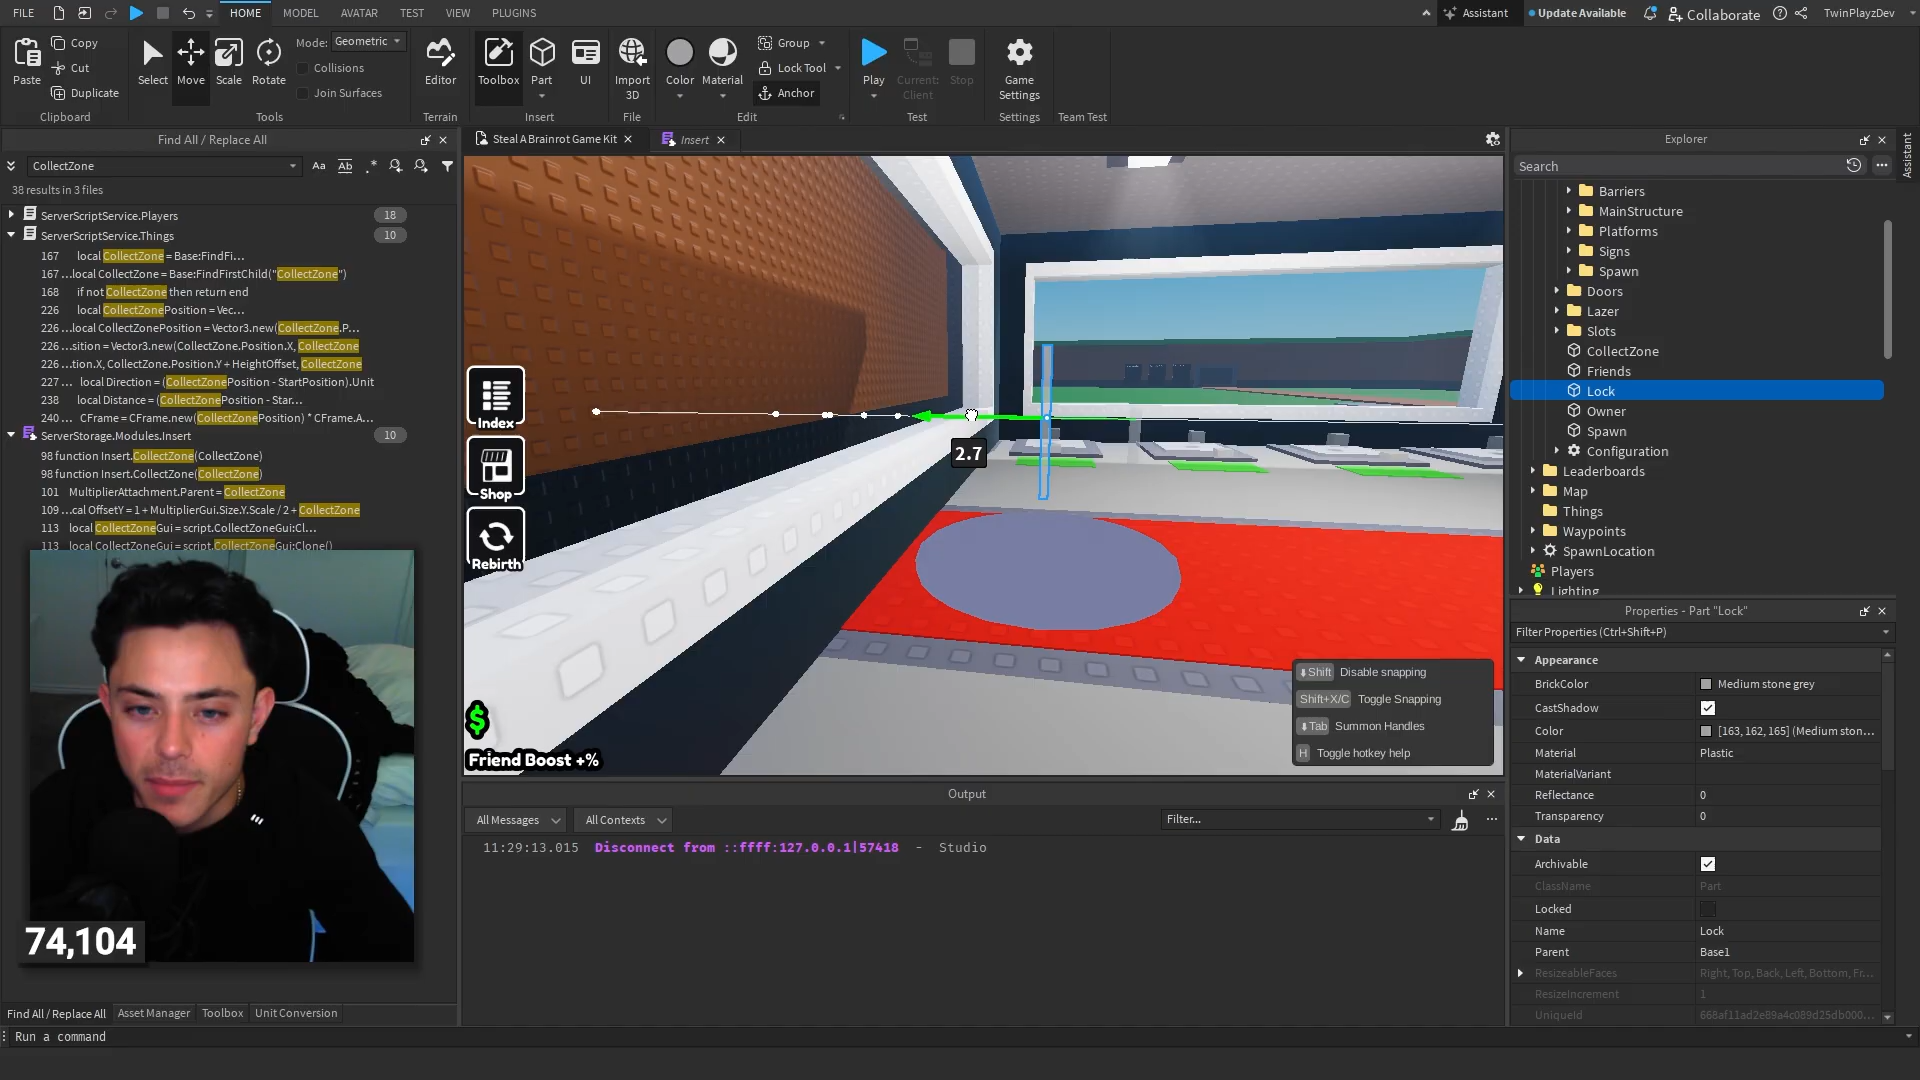 FILE
HOME
MODEL
AVATAR
TEST
VIEW
PLUGINS
Assistant
Update Available
Collaborate
TwinPlayzDev
Paste
Copy
Cut
Duplicate
Clipboard
Select
Move
Scale
Rotate
Mode: Geometric
Collisions
Join Surfaces
Tools
Editor
Terrain
Toolbox
Part
UI
Insert
Import
3D
File
Color
Material
Group
Lock Tool
Anchor
Edit
Play
Current:
Client
Stop
Test
Game
Settings
Settings
Team Test
Find All / Replace All
CollectZone
Aa
Ab
.*
38 results in 3 files
ServerScriptService.Players 18
ServerScriptService.Things 10
167 local CollectZone = Base:FindFi...
167 ...local CollectZone = Base:FindFirstChild("CollectZone")
168 if not CollectZone then return end
226 local CollectZonePosition = Vec...
226 ...local CollectZonePosition = Vector3.new(CollectZone.P...
226 ...sition = Vector3.new(CollectZone.Position.X, CollectZone
226 ...tion.X, CollectZone.Position.Y + HeightOffset, CollectZone
227 ... local Direction = (CollectZonePosition - StartPosition).Unit
238 local Distance = (CollectZonePosition - Star...
240 ... CFrame = CFrame.new(CollectZonePosition) * CFrame.A...
ServerStorage.Modules.Insert 10
98 function Insert.CollectZone(CollectZone)
98 function Insert.CollectZone(CollectZone)
101 MultiplierAttachment.Parent = CollectZone
109 ...cal OffsetY = 1 + MultiplierGui.Size.Y.Scale / 2 + CollectZone
113 local CollectZoneGui = script.CollectZoneGui:Cl...
113 local CollectZoneGui = script.CollectZoneGui:Clone()
74,104
Find All / Replace All
Asset Manager
Toolbox
Unit Conversion
Run a command
Steal A Brainrot Game Kit
Insert
Index
Shop
Rebirth
$
Friend Boost +%
2.7
Shift Disable snapping
Shift+X/C Toggle Snapping
Tab Summon Handles
H Toggle hotkey help
Output
All Messages
All Contexts
Filter...
11:29:13.015 Disconnect from ::ffff:127.0.0.1|57418 - Studio
Explorer
Assistant
Search
Barriers
MainStructure
Platforms
Signs
Spawn
Doors
Lazer
Slots
CollectZone
Friends
Lock
Owner
Spawn
Configuration
Leaderboards
Map
Things
Waypoints
SpawnLocation
Players
Lighting
Properties - Part "Lock"
Filter Properties (Ctrl+Shift+P)
Appearance
BrickColor Medium stone grey
CastShadow
Color [163, 162, 165] (Medium ston...
Material Plastic
MaterialVariant
Reflectance 0
Transparency 0
Data
Archivable
ClassName Part
Locked
Name Lock
Parent Base1
ResizeableFaces Right, Top, Back, Left, Bottom, Fr...
ResizeIncrement 1
UniqueId 668af11ad2e89a4c089d25db000...